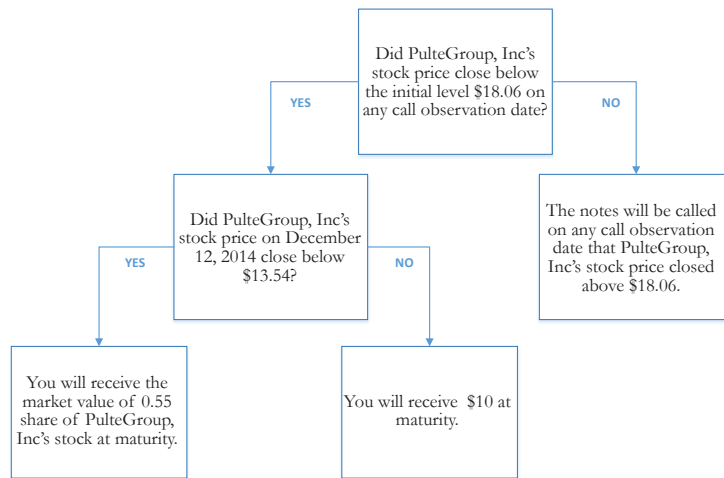 Did PulteGroup, Inc's
stock price close below
the initial level $18.06 on
any call observation date?
YES
NO
Did PulteGroup, Inc's
stock price on December
12, 2014 close below
$13.54?
The notes will be called
on any call observation
date that PulteGroup,
Inc's stock price closed
above $18.06.
YES
NO
You will receive the
market value of 0.55
share of PulteGroup,
Inc's stock at maturity.
You will receive $10 at
maturity.